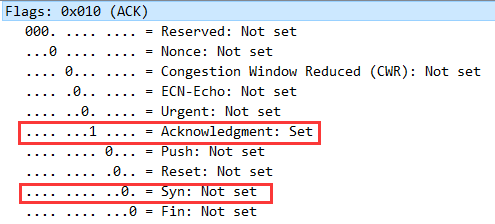 Flags: 0x010 (ACK)
000. .... .... = Reserved: Not set
...0 .... .... = Nonce: Not set
.... 0... .... = Congestion Window Reduced (CWR): Not set
.... .0.. .... = ECN-Echo: Not set
.... ..0. .... = Urgent: Not set
.... ...1 .... = Acknowledgment: Set
.... .... 0... = Push: Not set
.... .... .0.. = Reset: Not set
.... .... ..0. = Syn: Not set
.... .... ...0 = Fin: Not set